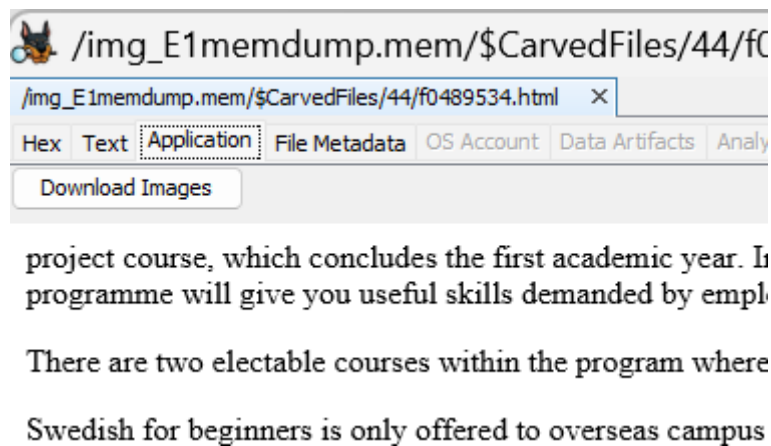 /img_E1memdump.mem/$CarvedFiles/44/f0
/img_E1memdump.mem/$CarvedFiles/44/f0489534.html X
Hex Text Application File Metadata OS Account Data Artifacts Analy
Download Images
project course, which concludes the first academic year. I
programme will give you useful skills demanded by empl
There are two electable courses within the program where
Swedish for beginners is only offered to overseas campus